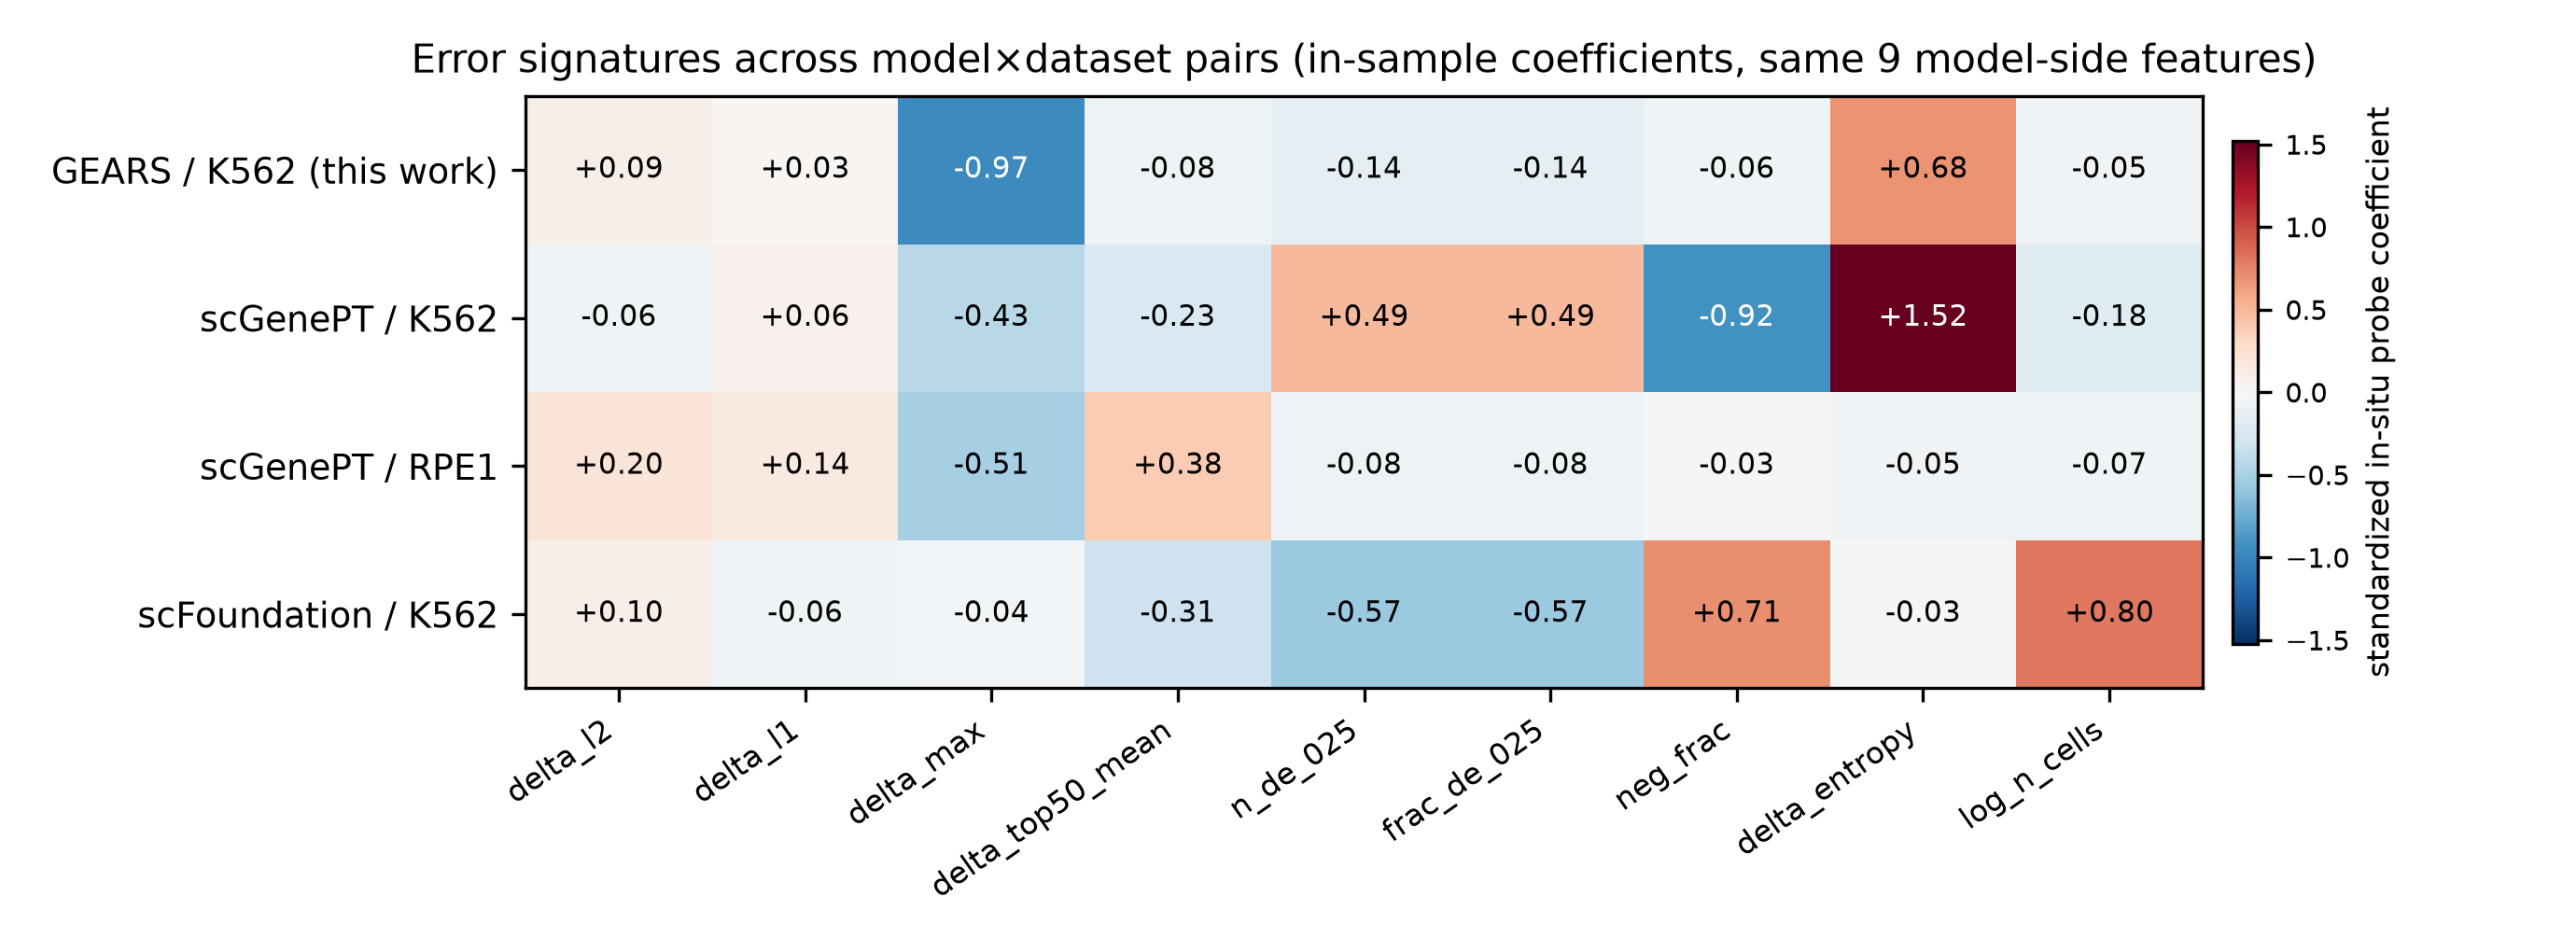 Error signatures across model×dataset pairs (in-sample coefficients, same 9 model-side features)
GEARS / K562 (this work) +0.09 +0.03 -0.97 -0.08 -0.14 -0.14 -0.06 +0.68 -0.05
scGenePT / K562 -0.06 +0.06 -0.43 -0.23 +0.49 +0.49 -0.92 +1.52 -0.18
scGenePT / RPE1 +0.20 +0.14 -0.51 +0.38 -0.08 -0.08 -0.03 -0.05 -0.07
scFoundation / K562 +0.10 -0.06 -0.04 -0.31 -0.57 -0.57 +0.71 -0.03 +0.80
delta_l2
delta_l1
delta_max
delta_top50_mean
n_de_025
frac_de_025
neg_frac
delta_entropy
log_n_cells
1.5
1.0
0.5
0.0
−0.5
−1.0
−1.5
standardized in-situ probe coefficient